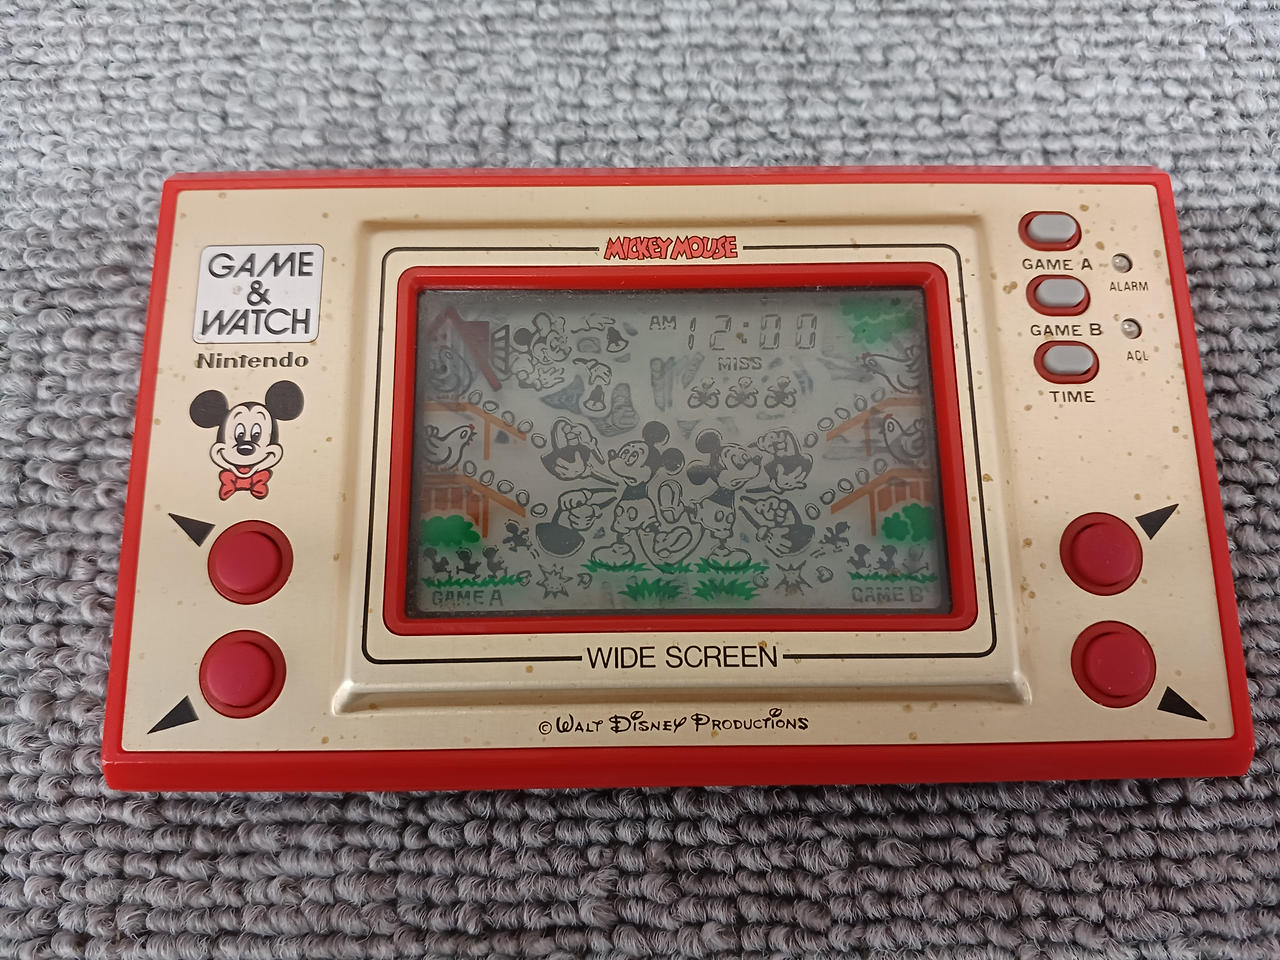 MICKEY MOUSE
GAME
&
WATCH
Nintendo
AM 12:00
MISS
GAME A
ALARM
GAME B
ACL
TIME
GAME A
GAME B
WIDE SCREEN
© WALT DISNEY PRODUCTIONS